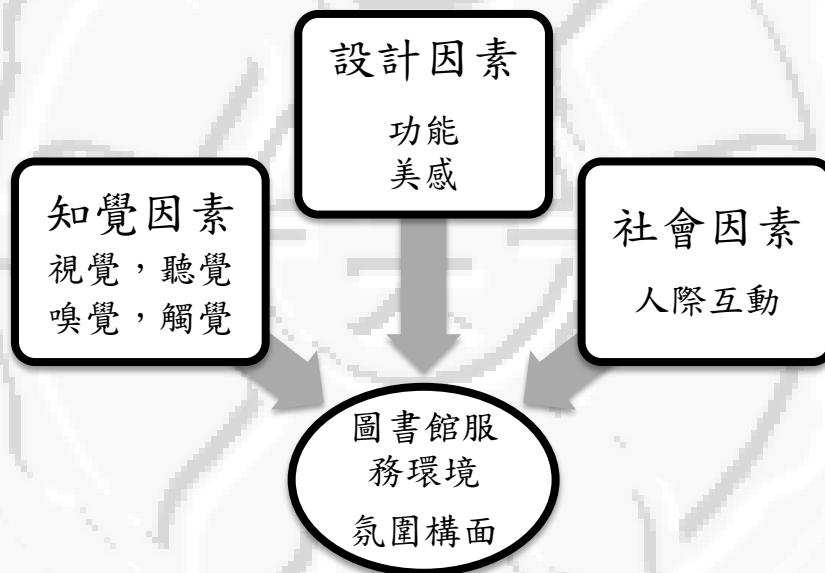 設計因素
功能
美感
知覺因素
視覺，聽覺
嗅覺，觸覺
社會因素
人際互動
圖書館服
務環境
氛圍構面